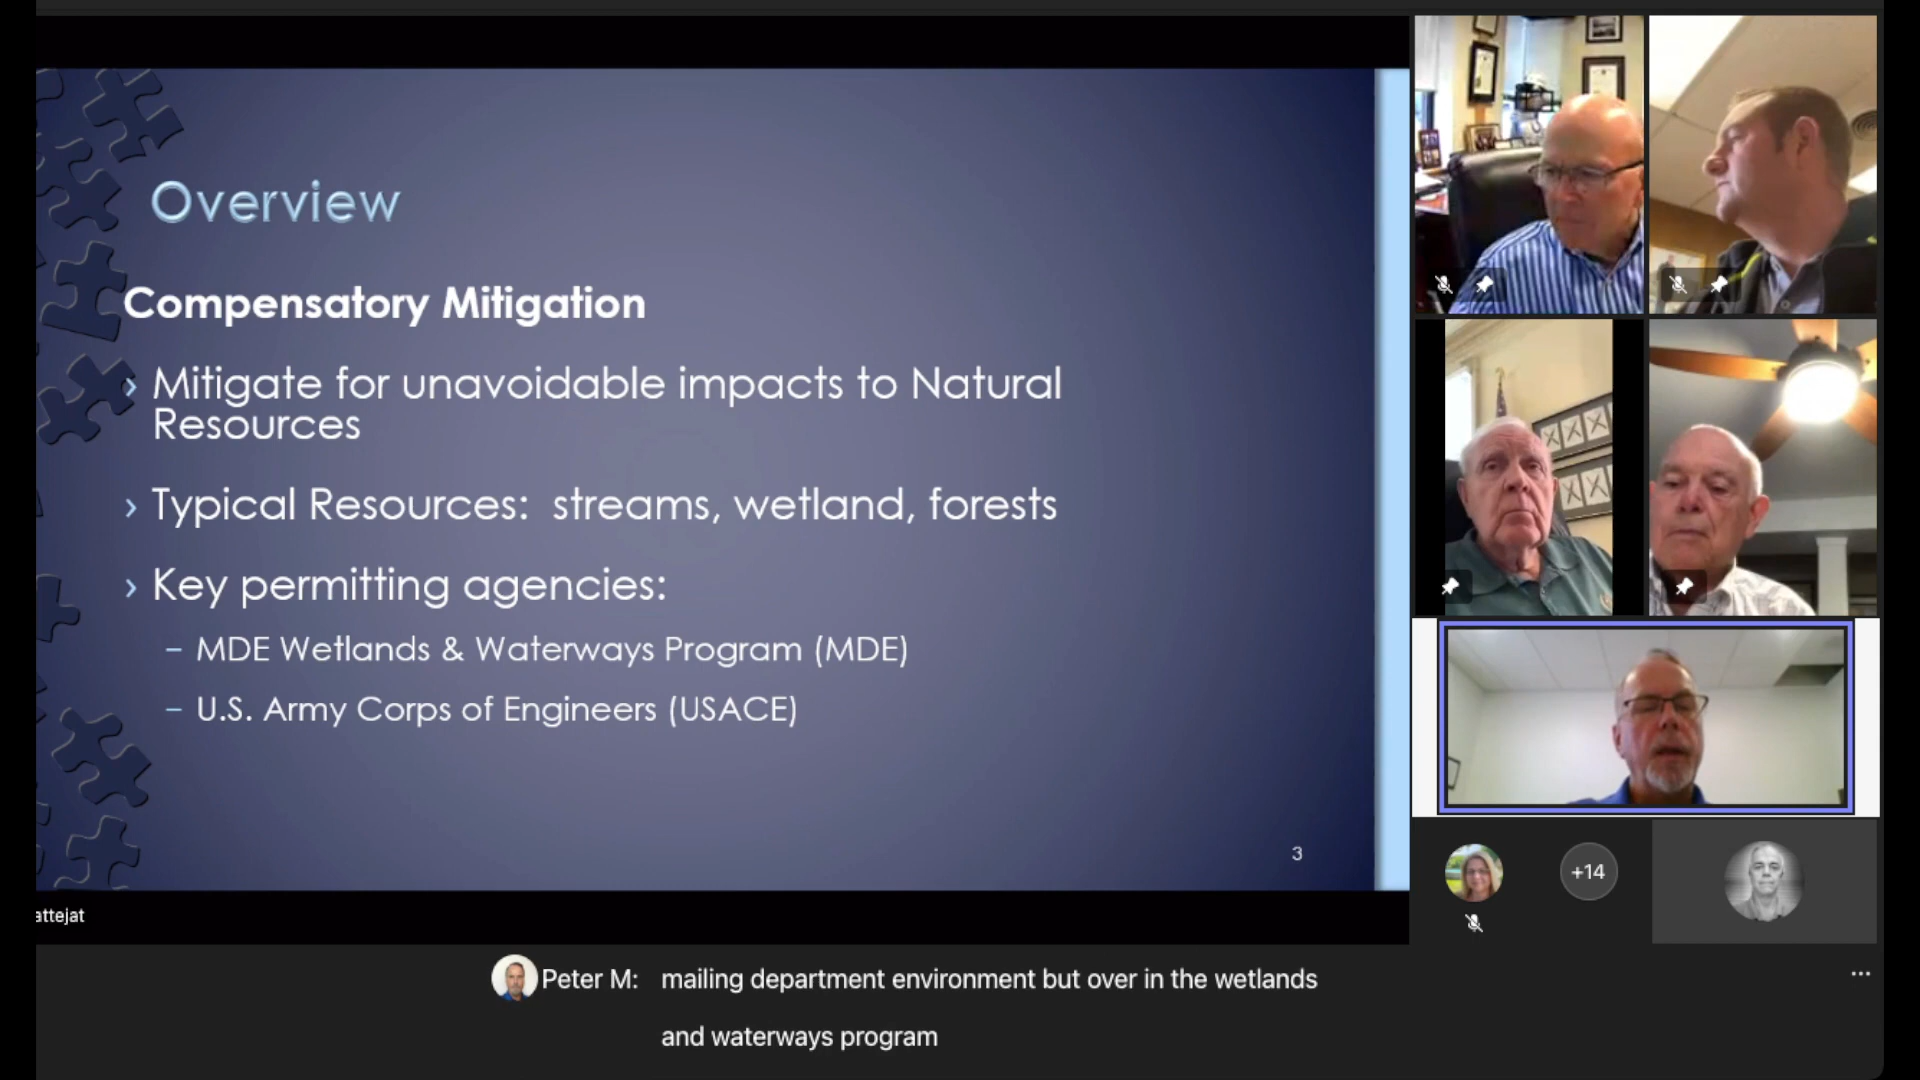 Overview
Compensatory Mitigation
› Mitigate for unavoidable impacts to Natural
Resources
› Typical Resources:  streams, wetland, forests
› Key permitting agencies:
– MDE Wetlands & Waterways Program (MDE)
– U.S. Army Corps of Engineers (USACE)
3
+14
attejat
Peter M: mailing department environment but over in the wetlands
and waterways program